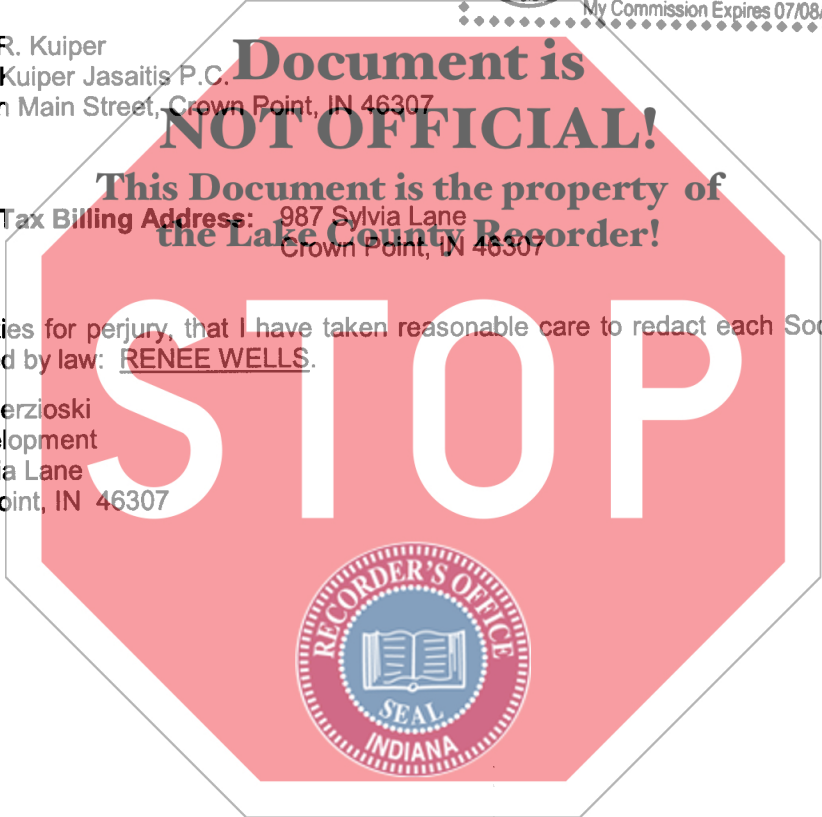 My Commission Expires 07/08/
R. Kuiper
Kuiper Jasaitis P.C.
Document is
n Main Street, Crown Point, IN 46307
NOT OFFICIAL!
This Document is the property of
Tax Billing Address: 987 Sylvia Lane
the Lake County Recorder!
Crown Point, IN 46307
ies for perjury, that I have taken reasonable care to redact each Soc
d by law: RENEE WELLS.
STOP
erzioski
lopment
ia Lane
oint, IN 46307
RECORDER'S OFFICE
SEAL
INDIANA